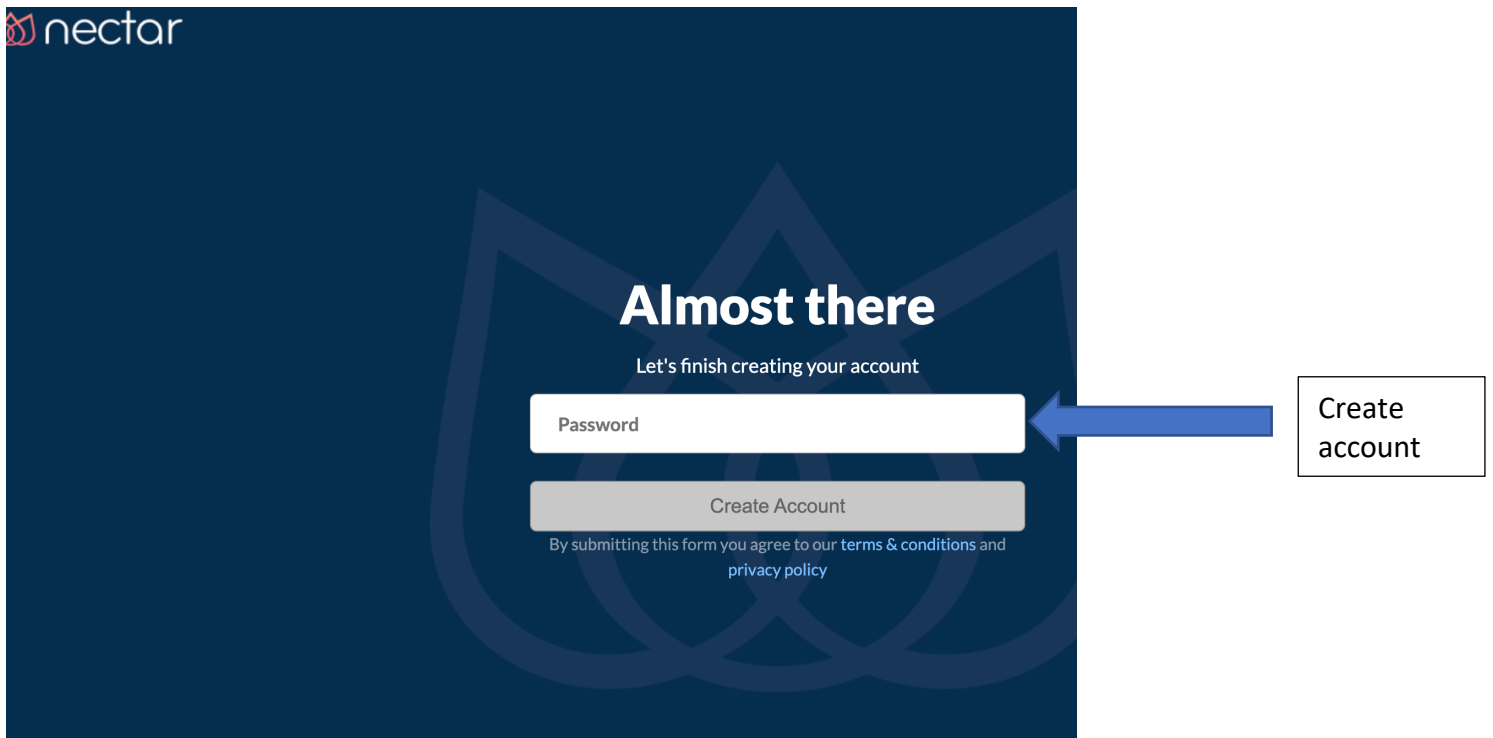 nectar
Almost there
Let's finish creating your account
Password
Create Account
By submitting this form you agree to our terms & conditions and
privacy policy
Create
account